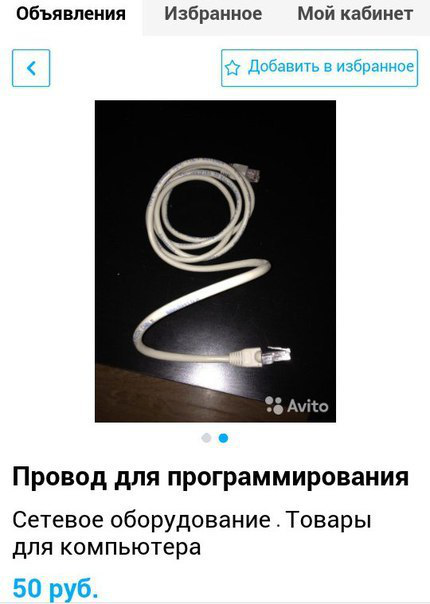 Объявления Избранное Мой кабинет
Добавить в избранное
Avito
Провод для программирования
Сетевое оборудование . Товары
для компьютера
50 руб.